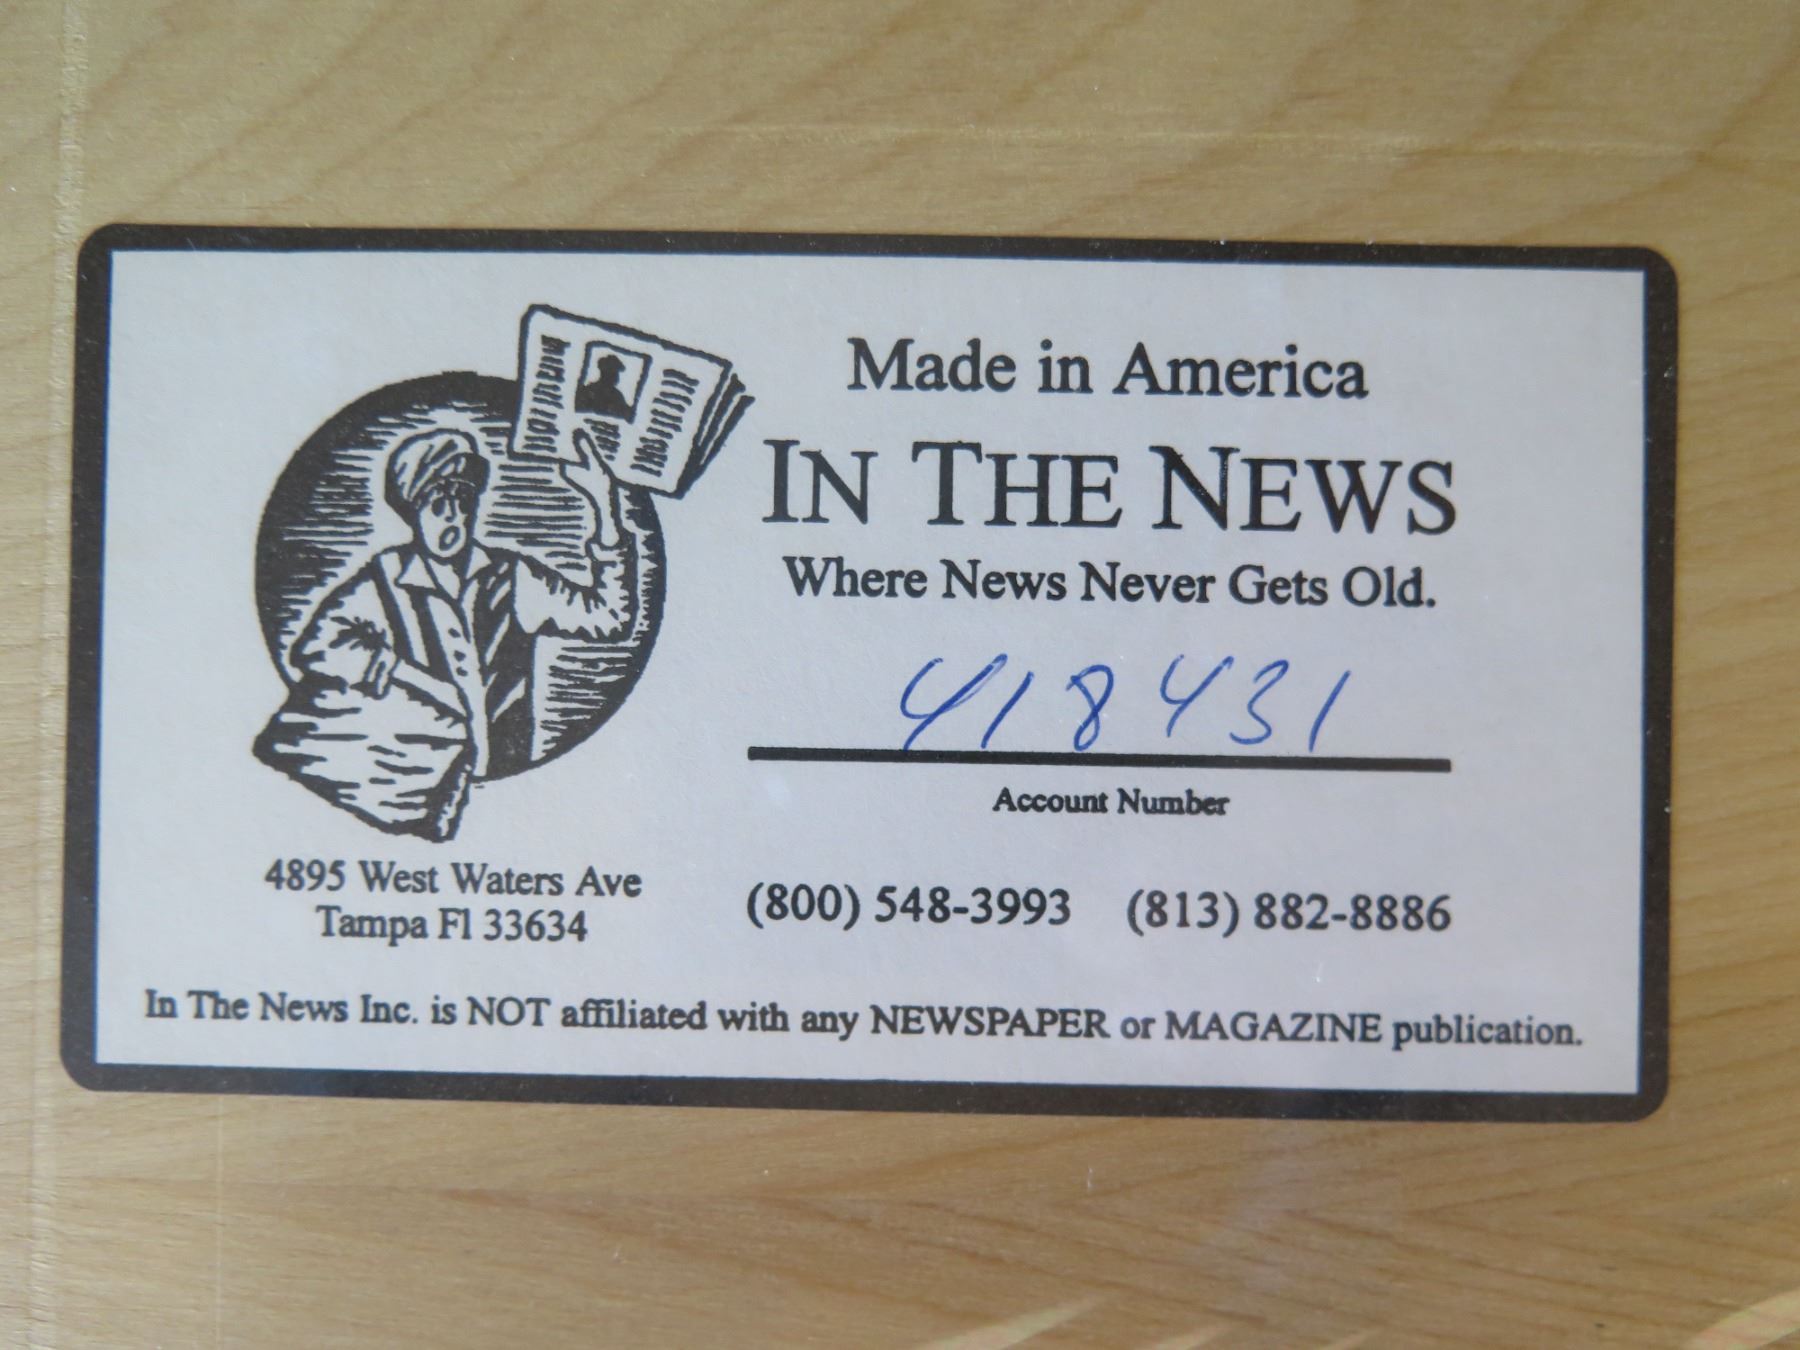 Made in America
IN THE NEWS
Where News Never Gets Old.
418431
Account Number
4895 West Waters Ave
Tampa Fl 33634
(800) 548-3993 (813) 882-8886
In The News Inc. is NOT affiliated with any NEWSPAPER or MAGAZINE publication.